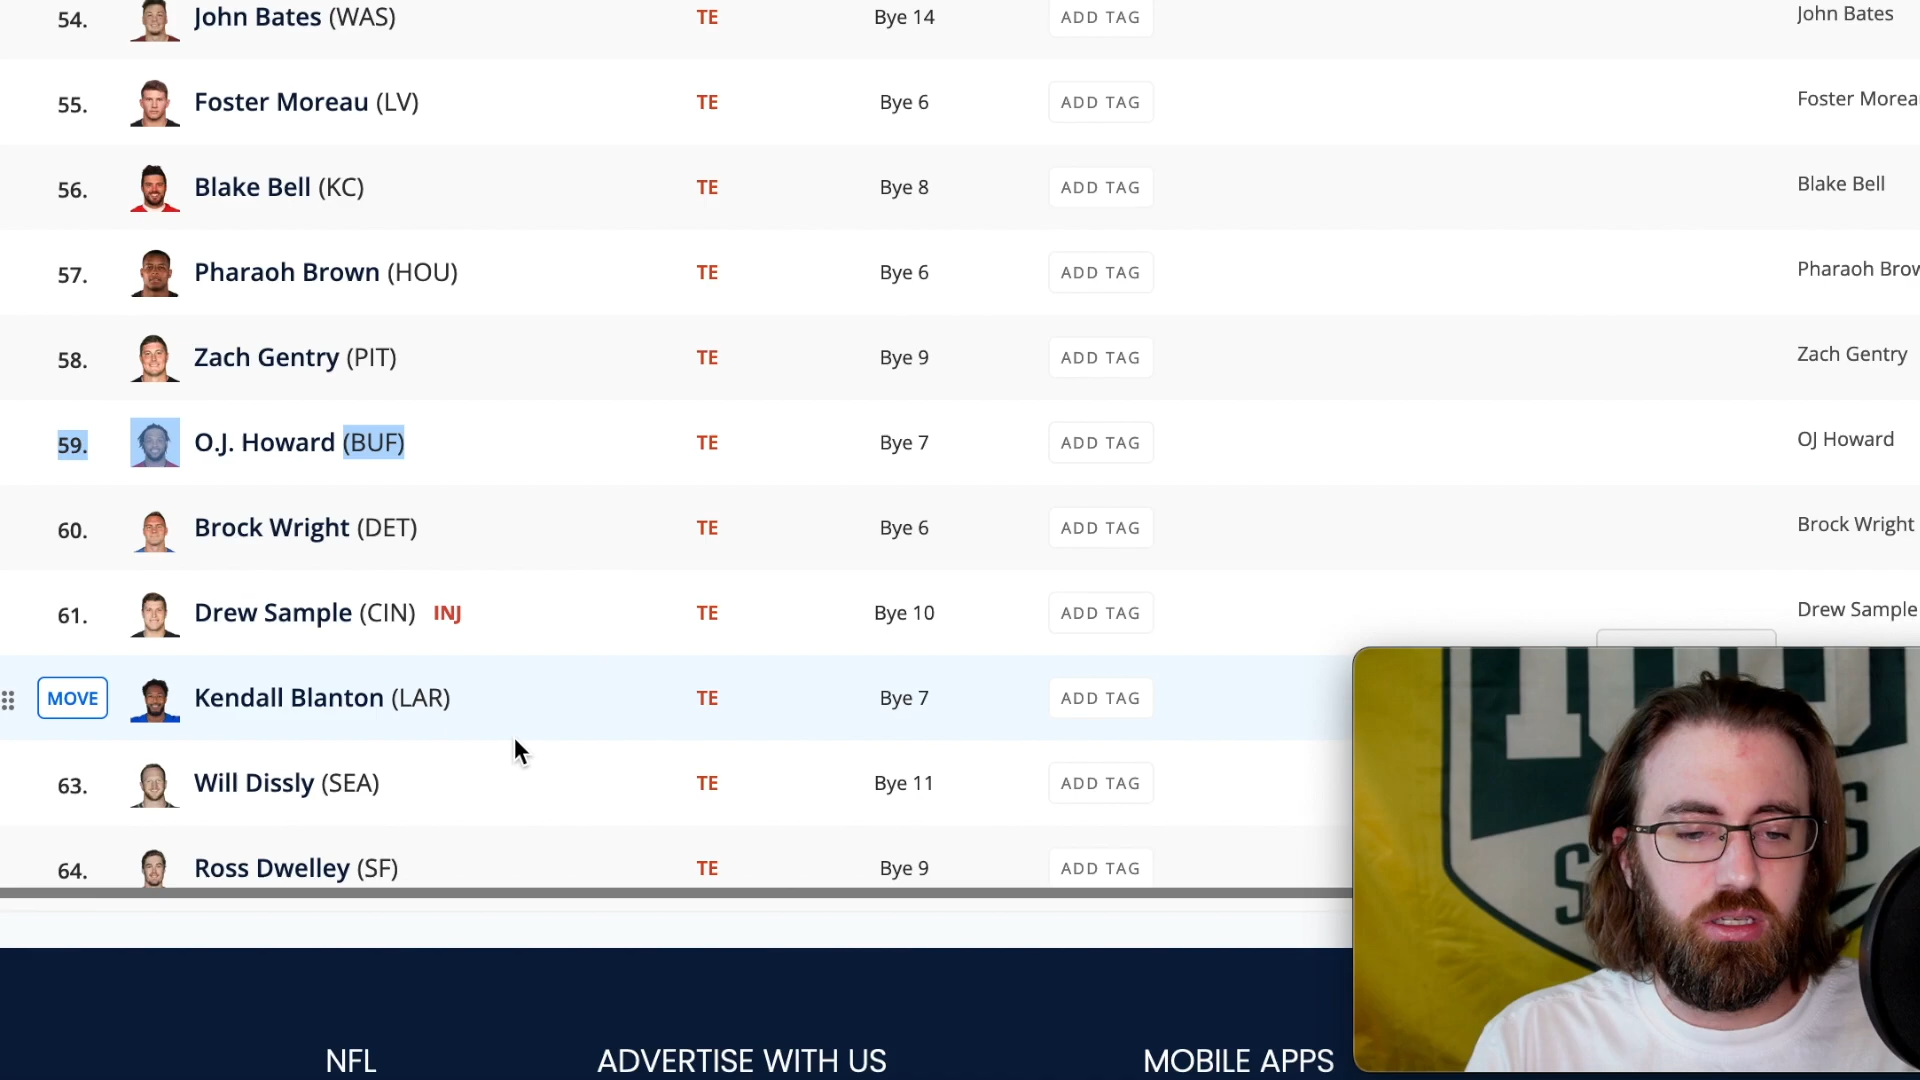 54. John Bates (WAS) TE Bye 14 ADD TAG John Bates
55. Foster Moreau (LV) TE Bye 6 ADD TAG Foster Morea
56. Blake Bell (KC) TE Bye 8 ADD TAG Blake Bell
57. Pharaoh Brown (HOU) TE Bye 6 ADD TAG Pharaoh Brow
58. Zach Gentry (PIT) TE Bye 9 ADD TAG Zach Gentry
59. O.J. Howard (BUF) TE Bye 7 ADD TAG OJ Howard
60. Brock Wright (DET) TE Bye 6 ADD TAG Brock Wright
61. Drew Sample (CIN) INJ TE Bye 10 ADD TAG Drew Sample
MOVE Kendall Blanton (LAR) TE Bye 7 ADD TAG
63. Will Dissly (SEA) TE Bye 11 ADD TAG
64. Ross Dwelley (SF) TE Bye 9 ADD TAG
NFL ADVERTISE WITH US MOBILE APPS